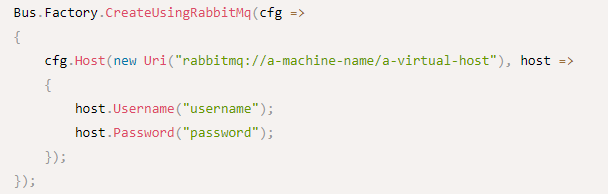 Bus.Factory.CreateUsingRabbitMq(cfg =>
{
    cfg.Host(new Uri("rabbitmq://a-machine-name/a-virtual-host"), host =>
    {
        host.Username("username");
        host.Password("password");
    });
});